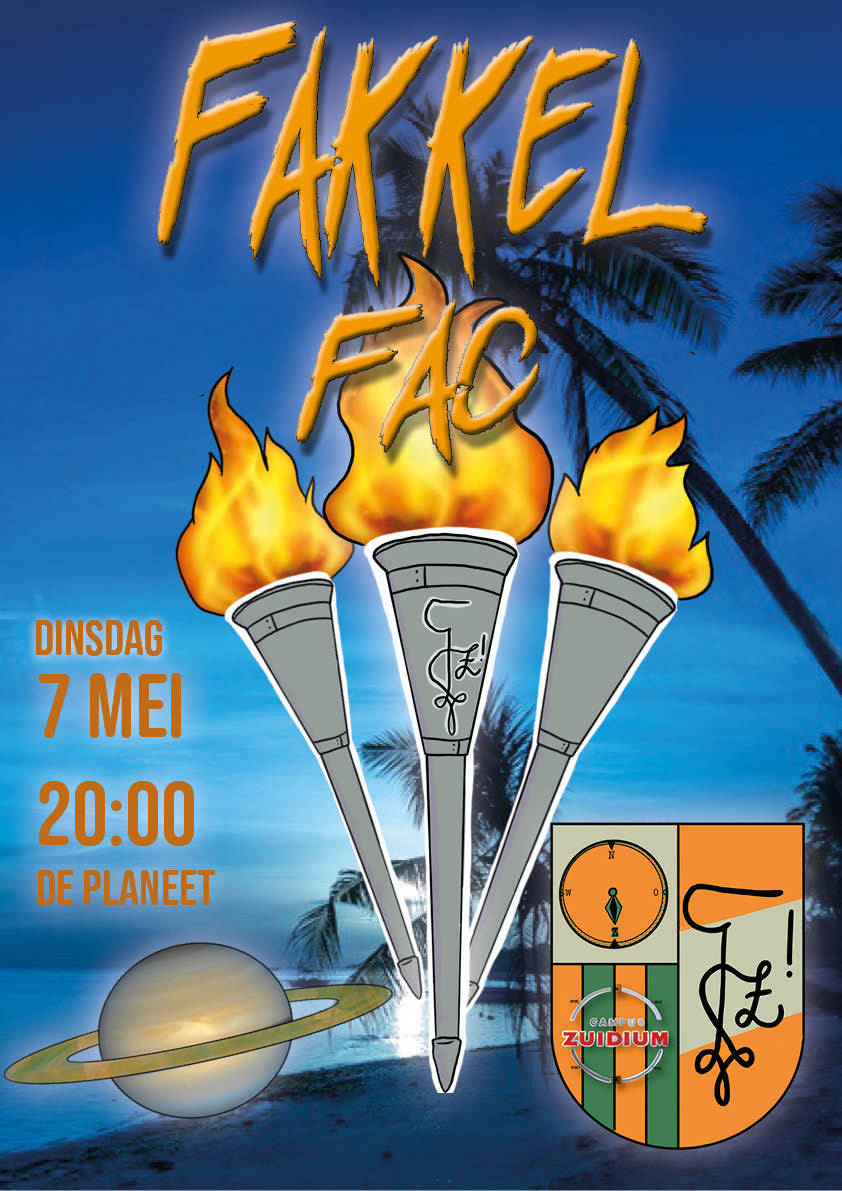 FAKKEL
FAC
DINSDAG
7 MEI
20:00
DE PLANEET
N
W O
Z
CAMPUS
ZUIDIUM